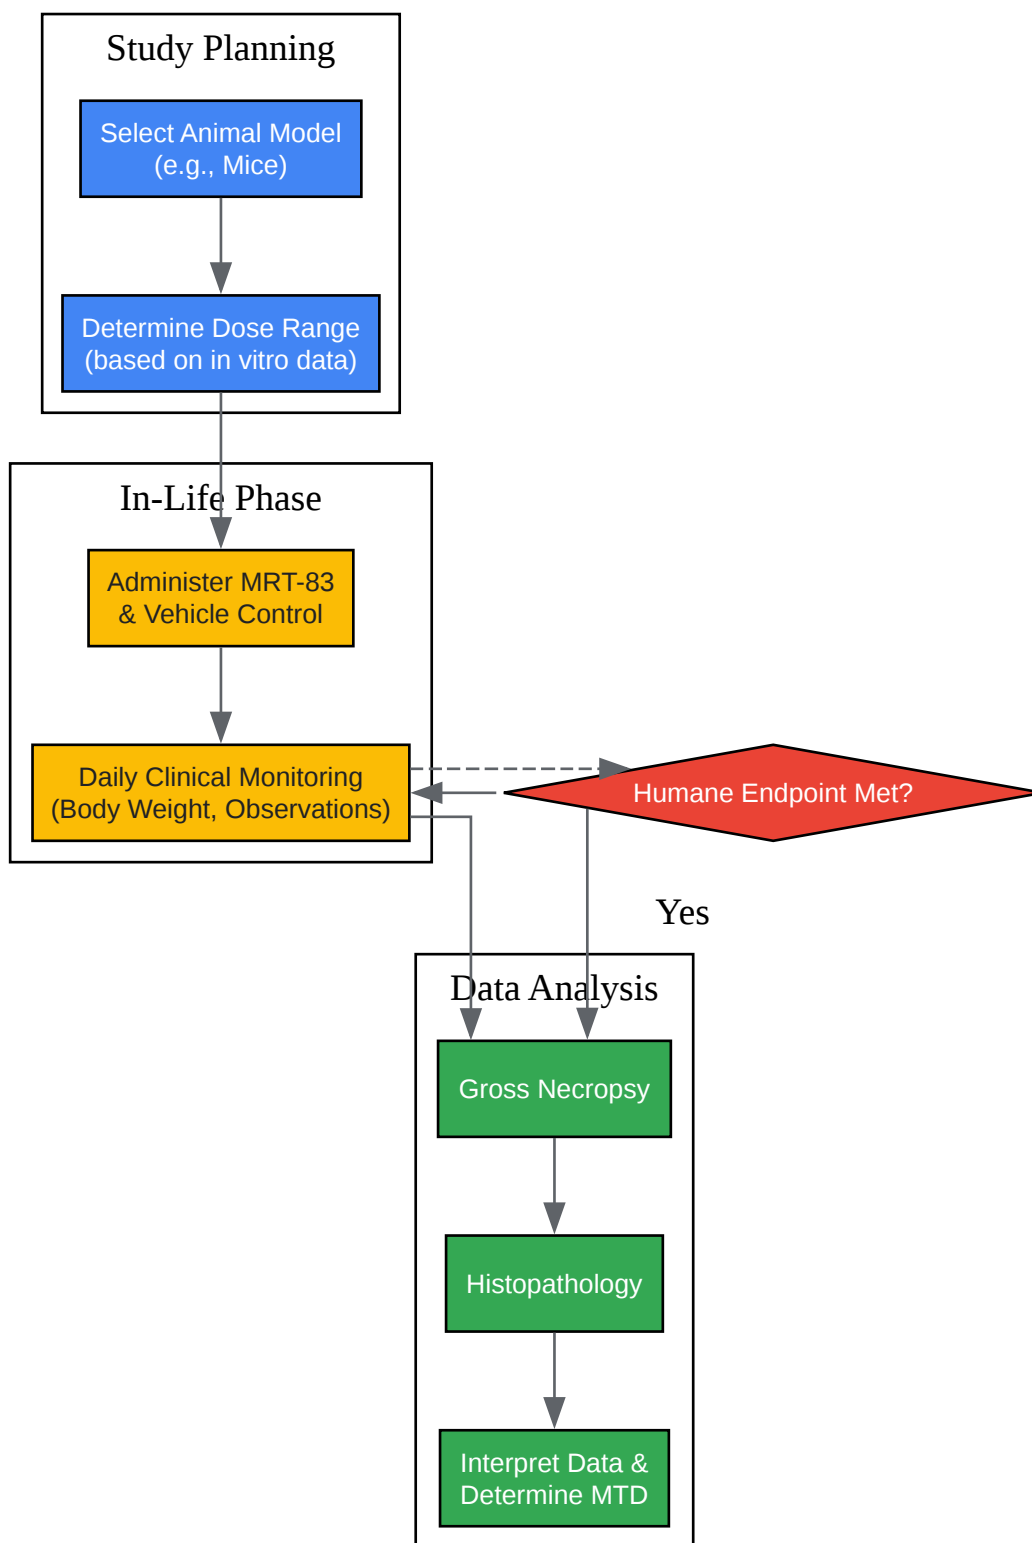 Study Planning
Select Animal Model
(e.g., Mice)
Determine Dose Range
(based on in vitro data)
In-Life Phase
Administer MRT-83
& Vehicle Control
Daily Clinical Monitoring
(Body Weight, Observations)
Humane Endpoint Met?
Yes
Data Analysis
Gross Necropsy
Histopathology
Interpret Data &
Determine MTD